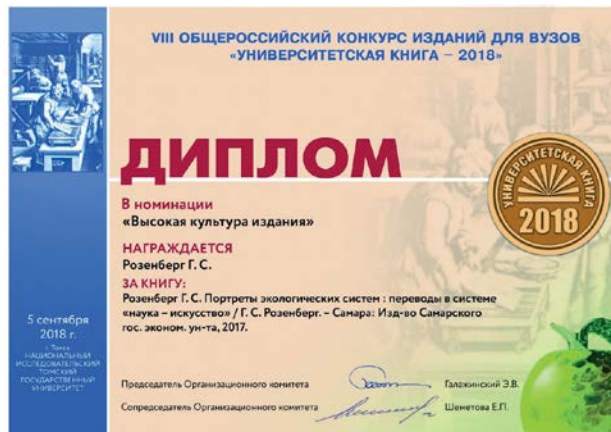 VIII ОБЩЕРОССИЙСКИЙ КОНКУРС ИЗДАНИЙ ДЛЯ ВУЗОВ
«УНИВЕРСИТЕТСКАЯ КНИГА – 2018»
ДИПЛОМ
УНИВЕРСИТЕТСКАЯ КНИГА
2018
В номинации
«Высокая культура издания»
НАГРАЖДАЕТСЯ
Розенберг Г. С.
ЗА КНИГУ:
Розенберг Г. С. Портреты экологических систем : переводы в системе
«наука – искусство» / Г. С. Розенберг. – Самара: Изд-во Самарского
гос. эконом. ун-та, 2017.
5 сентября
2018 г.
г. Томск
НАЦИОНАЛЬНЫЙ
ИССЛЕДОВАТЕЛЬСКИЙ
ТОМСКИЙ
ГОСУДАРСТВЕННЫЙ
УНИВЕРСИТЕТ
Председатель Организационного комитета Галажинский Э.В.
Сопредседатель Организационного комитета Шеметова Е.П.